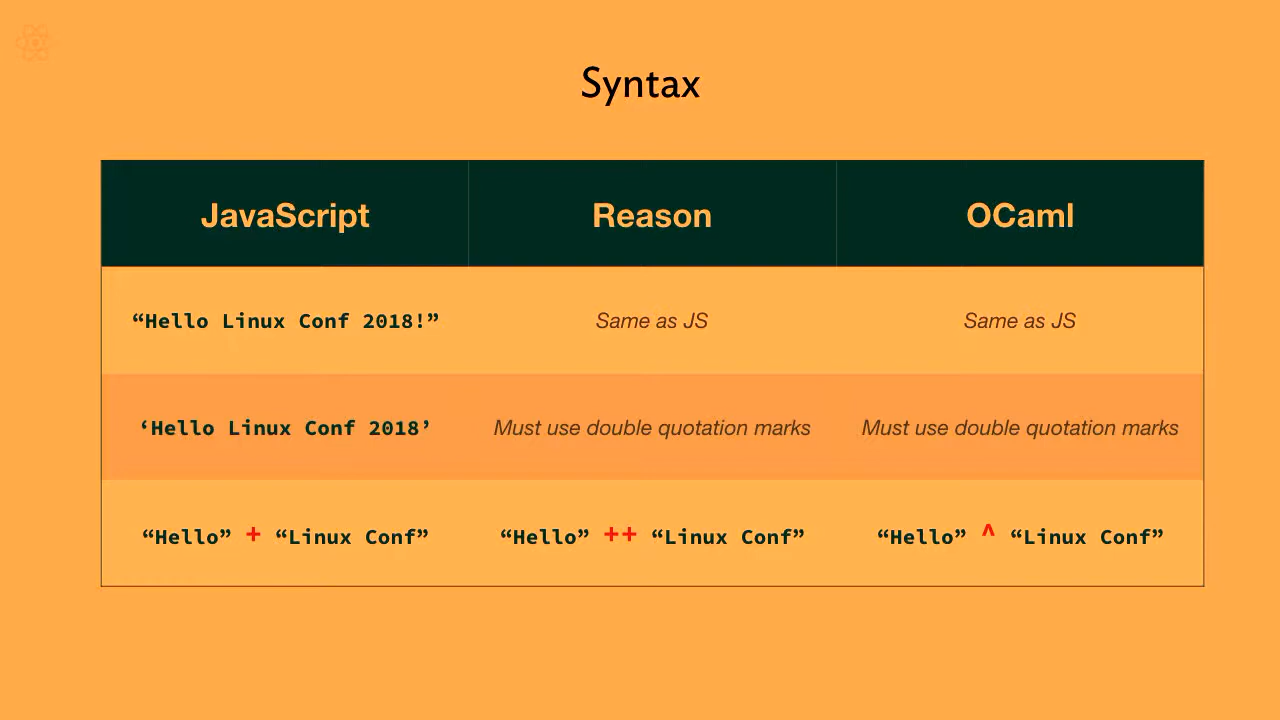 Syntax
JavaScript Reason OCaml
“Hello Linux Conf 2018!” Same as JS Same as JS
‘Hello Linux Conf 2018’ Must use double quotation marks Must use double quotation marks
“Hello” + “Linux Conf” “Hello” ++ “Linux Conf” “Hello” ^ “Linux Conf”